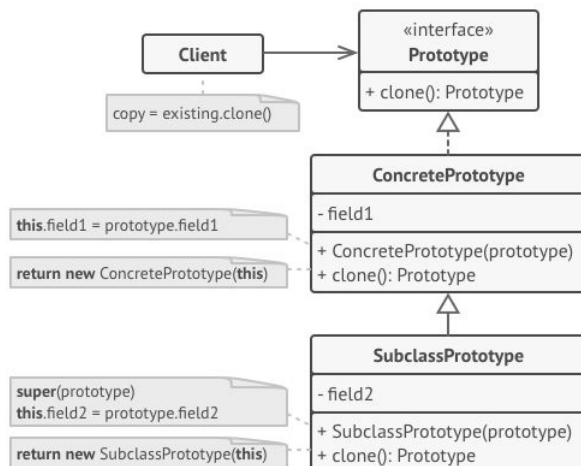 Client
«interface»
Prototype
+ clone(): Prototype
copy = existing.clone()
ConcretePrototype
- field1
this.field1 = prototype.field1
+ ConcretePrototype(prototype)
return new ConcretePrototype(this)
+ clone(): Prototype
SubclassPrototype
- field2
super(prototype)
this.field2 = prototype.field2
+ SubclassPrototype(prototype)
return new SubclassPrototype(this)
+ clone(): Prototype